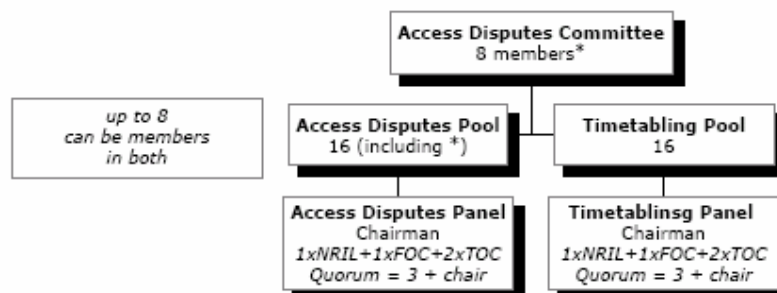 Access Disputes Committee
8 members*
up to 8
can be members
in both
Access Disputes Pool
16 (including *)
Timetabling Pool
16
Access Disputes Panel
Chairman
1xNRIL+1xFOC+2xTOC
Quorum = 3 + chair
Timetablinsg Panel
Chairman
1xNRIL+1xFOC+2xTOC
Quorum = 3 + chair